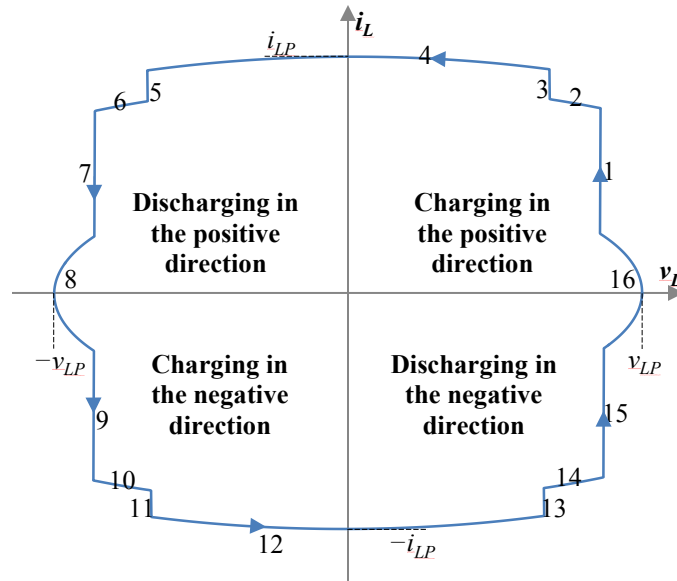 i_L
i_LP
4
3
5
2
6
1
7
Discharging in
the positive
direction
Charging in
the positive
direction
8
16
v_L
−v_LP
v_LP
Charging in
the negative
direction
Discharging in
the negative
direction
9
15
10
14
11
13
12
−i_LP